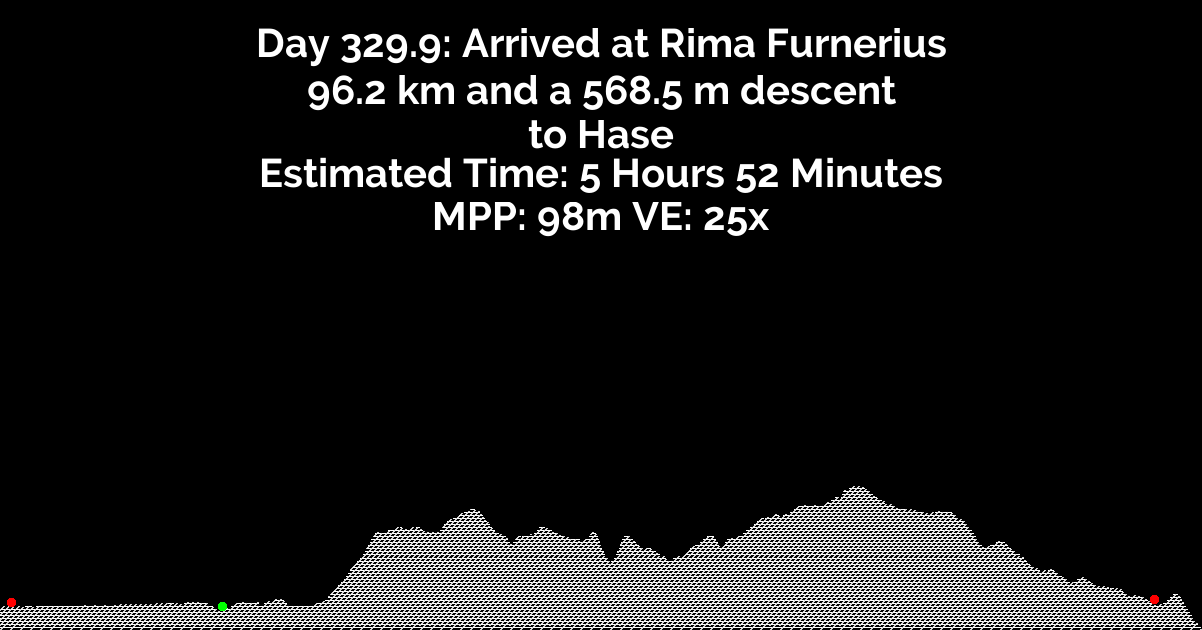 Day 329.9: Arrived at Rima Furnerius
96.2 km and a 568.5 m descent
to Hase
Estimated Time: 5 Hours 52 Minutes
MPP: 98m VE: 25x